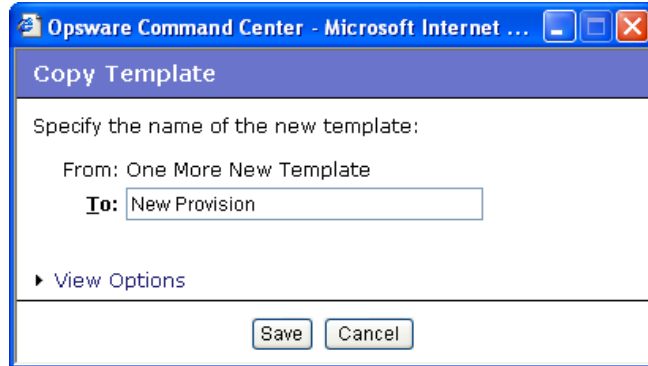 Opsware Command Center - Microsoft Internet ...
Copy Template
Specify the name of the new template:
From: One More New Template
To: New Provision
View Options
Save Cancel